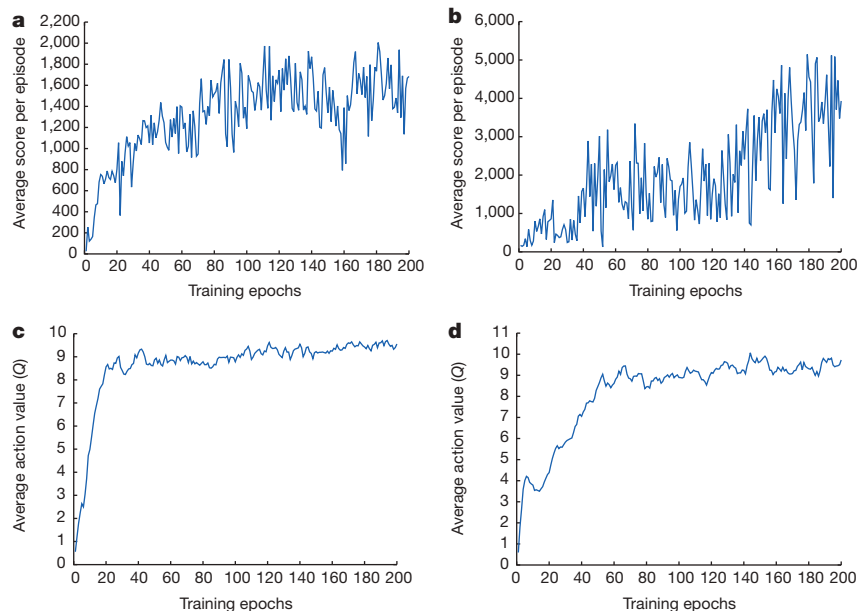 a
Average score per episode
2,200
2,000
1,800
1,600
1,400
1,200
1,000
800
600
400
200
0
0 20 40 60 80 100 120 140 160 180 200
Training epochs
b
Average score per episode
6,000
5,000
4,000
3,000
2,000
1,000
0
0 20 40 60 80 100 120 140 160 180 200
Training epochs
c
Average action value (Q)
10
9
8
7
6
5
4
3
2
1
0
0 20 40 60 80 100 120 140 160 180 200
Training epochs
d
Average action value (Q)
11
10
9
8
7
6
5
4
3
2
1
0
0 20 40 60 80 100 120 140 160 180 200
Training epochs